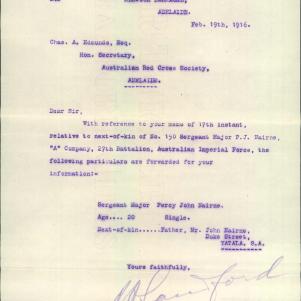 ADELAIDE.
Feb. 19th, 1916.
Chas. A. Edmunds, Esq.
Hon. Secretary,
Australian Red Cross Society,
ADELAIDE.
Dear Sir,
With reference to your memo of 17th instant,
relative to next-of-kin of No. 150 Sergeant Major P.J. Nairne,
"A" Company, 27th Battalion, Australian Imperial Force, the
following particulars are forwarded for your
information:-
Sergeant Major Percy John Nairne.
Age.... 20 Single.
Next-of-kin.....Father, Mr. John Nairne,
Duke Street,
YATALA, S.A.
Yours faithfully,